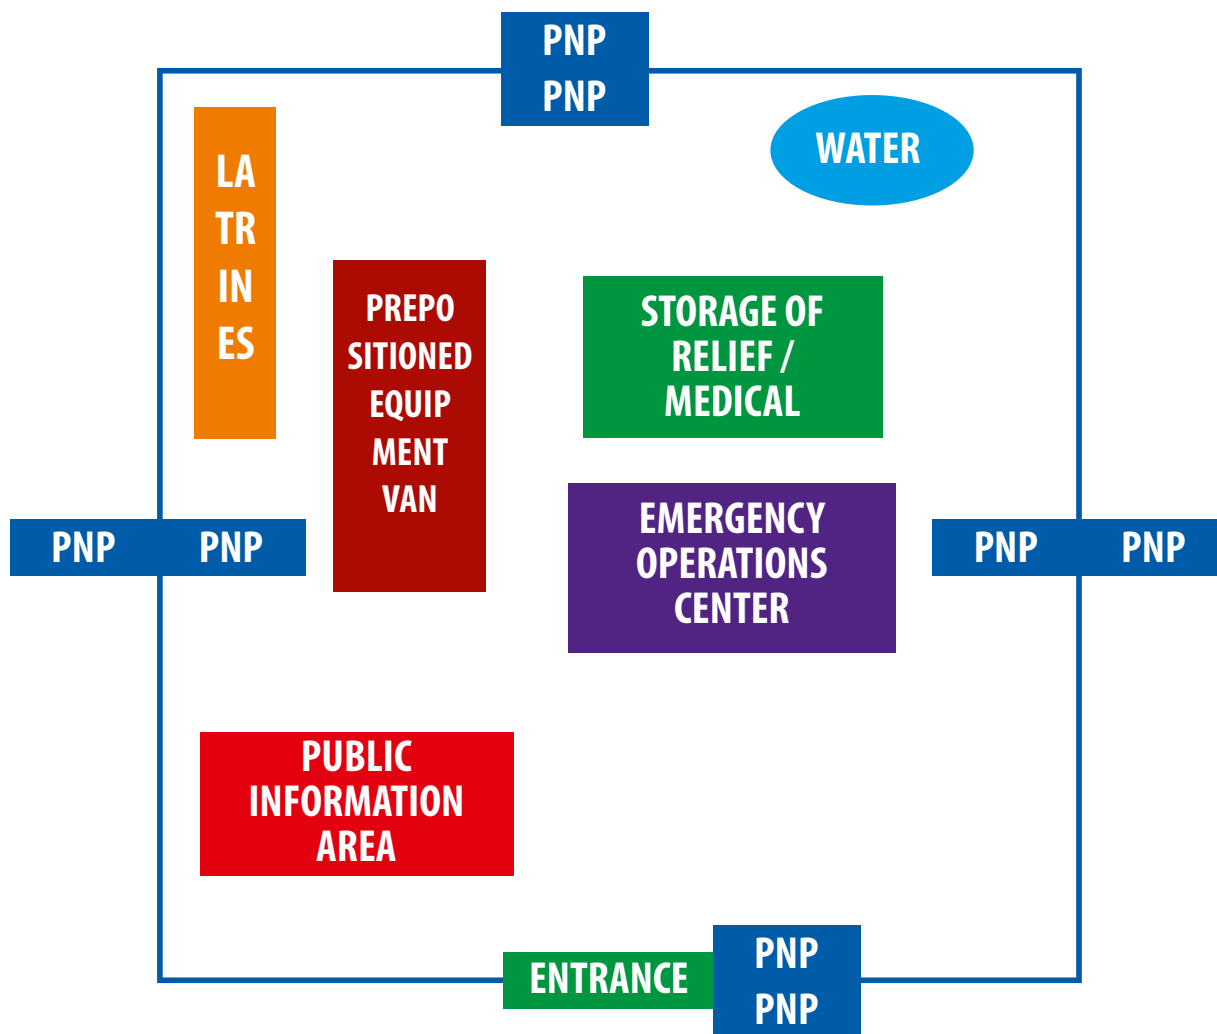 PNP
PNP
WATER
LA
TR
IN
ES
PREPO
SITIONED
EQUIP
MENT
VAN
STORAGE OF
RELIEF /
MEDICAL
PNP PNP
EMERGENCY
OPERATIONS
CENTER
PNP PNP
PUBLIC
INFORMATION
AREA
ENTRANCE
PNP
PNP